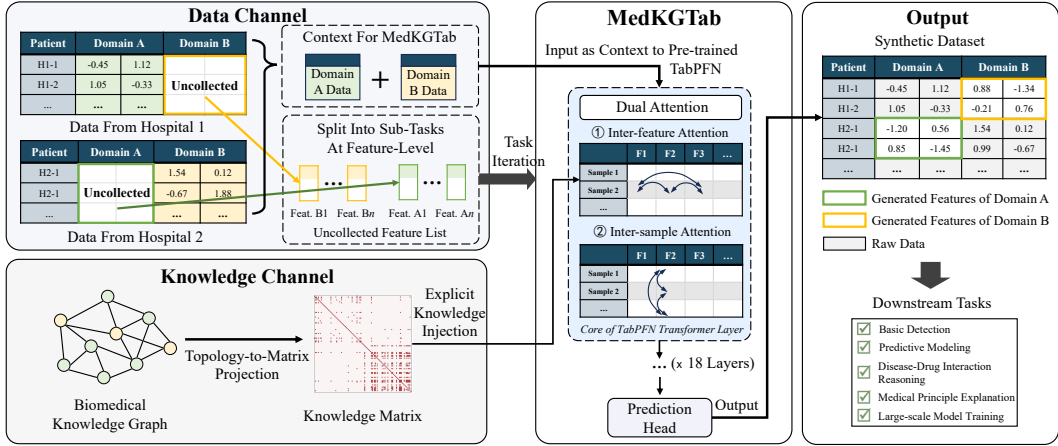 Data Channel
Patient Domain A Domain B
H1-1 -0.45 1.12
H1-2 1.05 -0.33
... ... ...
Uncollected
Data From Hospital 1
Patient Domain A Domain B
H2-1 1.54 0.12
H2-1 -0.67 1.88
... ... ...
Uncollected
Data From Hospital 2
Context For MedKGTab
Domain
A Data
+
Domain
B Data
Split Into Sub-Tasks
At Feature-Level
... ...
Feat. B1 Feat. Bn Feat. A1 Feat. An
Uncollected Feature List
Task
Iteration
Knowledge Channel
Biomedical
Knowledge Graph
Topology-to-Matrix
Projection
Knowledge Matrix
Explicit
Knowledge
Injection
MedKGTab
Input as Context to Pre-trained
TabPFN
Dual Attention
① Inter-feature Attention
F1 F2 F3 ...
Sample 1
Sample 2
...
② Inter-sample Attention
F1 F2 F3 ...
Sample 1
Sample 2
...
Core of TabPFN Transformer Layer
... (x 18 Layers)
Prediction
Head
Output
Output
Synthetic Dataset
Patient Domain A Domain B
H1-1 -0.45 1.12 0.88 -1.34
H1-2 1.05 -0.33 -0.21 0.76
H2-1 -1.20 0.56 1.54 0.12
H2-1 0.85 -1.45 0.99 -0.67
... ... ... ... ...
Generated Features of Domain A
Generated Features of Domain B
Raw Data
Downstream Tasks
Basic Detection
Predictive Modeling
Disease-Drug Interaction
Reasoning
Medical Principle Explanation
Large-scale Model Training